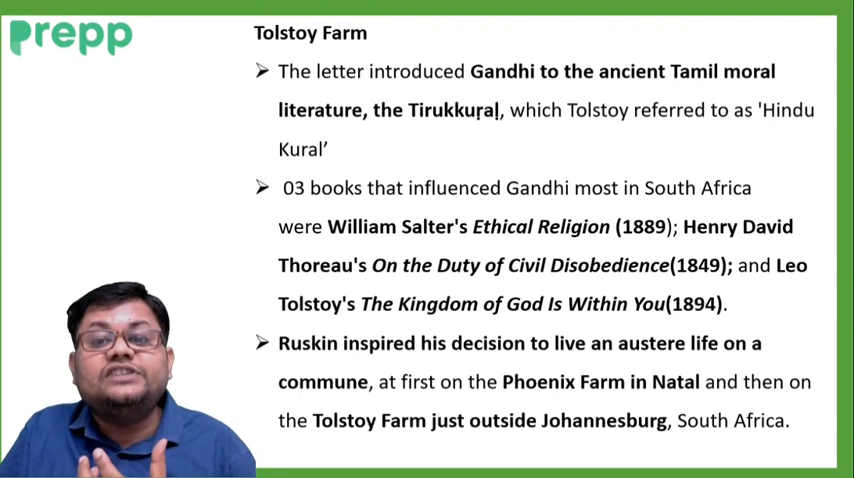 prepp
Tolstoy Farm
➢ The letter introduced Gandhi to the ancient Tamil moral
literature, the Tirukkuṛaḷ, which Tolstoy referred to as 'Hindu
Kural’
➢ 03 books that influenced Gandhi most in South Africa
were William Salter's Ethical Religion (1889); Henry David
Thoreau's On the Duty of Civil Disobedience(1849); and Leo
Tolstoy's The Kingdom of God Is Within You(1894).
➢ Ruskin inspired his decision to live an austere life on a
commune, at first on the Phoenix Farm in Natal and then on
the Tolstoy Farm just outside Johannesburg, South Africa.